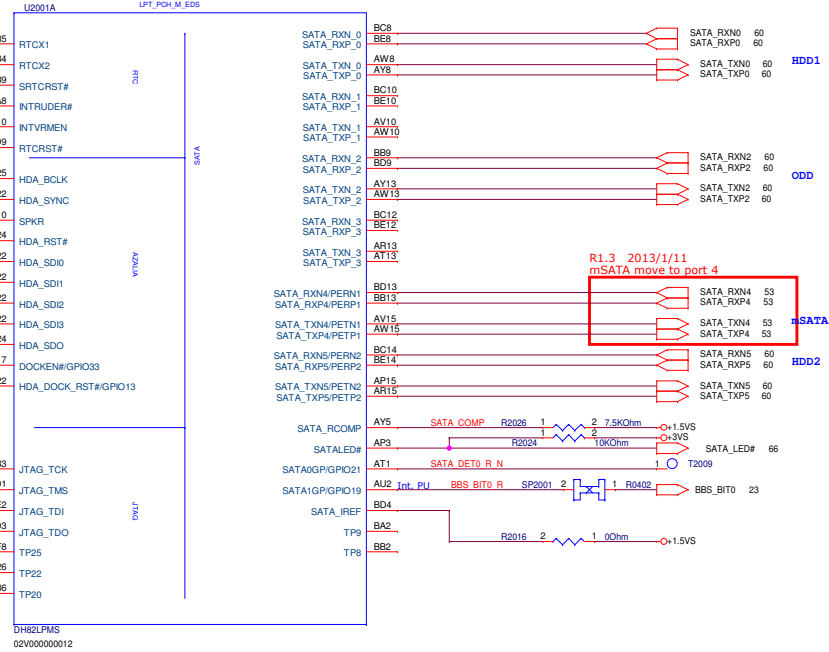 U2001A
LPT_PCH_M_EDS
RTCX1
RTCX2
SRTCRST#
INTRUDER#
INTVRMEN
RTCRST#
HDA_BCLK
HDA_SYNC
SPKR
HDA_RST#
HDA_SDI0
HDA_SDI1
HDA_SDI2
HDA_SDI3
HDA_SDO
DOCKEN#/GPIO33
HDA_DOCK_RST#/GPIO13
JTAG_TCK
JTAG_TMS
JTAG_TDI
JTAG_TDO
TP25
TP22
TP20
RTC
SATA
AZALIA
JTAG
SATA_RXN_0 BC8 SATA_RXN0 60
SATA_RXP_0 BE8 SATA_RXP0 60
HDD1
SATA_TXN_0 AW8 SATA_TXN0 60
SATA_TXP_0 AY8 SATA_TXP0 60
SATA_RXN_1 BC10
SATA_RXP_1 BE10
SATA_TXN_1 AV10
SATA_TXP_1 AW10
SATA_RXN_2 BB9 SATA_RXN2 60
SATA_RXP_2 BD9 SATA_RXP2 60
ODD
SATA_TXN_2 AY13 SATA_TXN2 60
SATA_TXP_2 AW13 SATA_TXP2 60
SATA_RXN_3 BC12
SATA_RXP_3 BE12
SATA_TXN_3 AR13
SATA_TXP_3 AT13
R1.3 2013/1/11
mSATA move to port 4
SATA_RXN4/PERN1 BD13 SATA_RXN4 53
SATA_RXP4/PERP1 BB13 SATA_RXP4 53
mSATA
SATA_TXN4/PETN1 AV15 SATA_TXN4 53
SATA_TXP4/PETP1 AW15 SATA_TXP4 53
SATA_RXN5/PERN2 BC14 SATA_RXN5 60
SATA_RXP5/PERP2 BE14 SATA_RXP5 60
HDD2
SATA_TXN5/PETN2 AP15 SATA_TXN5 60
SATA_TXP5/PETP2 AR15 SATA_TXP5 60
SATA_RCOMP AY5 SATA_COMP R2026 1 2 7.5KOhm +1.5VS
1 2 +3VS
SATALED# AP3 R2024 10KOhm SATA_LED# 66
SATA0GP/GPIO21 AT1 SATA_DET0_R_N 1 T2009
SATA1GP/GPIO19 AU2 Int. PU BBS_BIT0_R SP2001 2 1 R0402 BBS_BIT0 23
SATA_IREF BD4
TP9 BA2
R2016 2 1 0Ohm +1.5VS
TP8 BB2
DH82LPMS
02V000000012